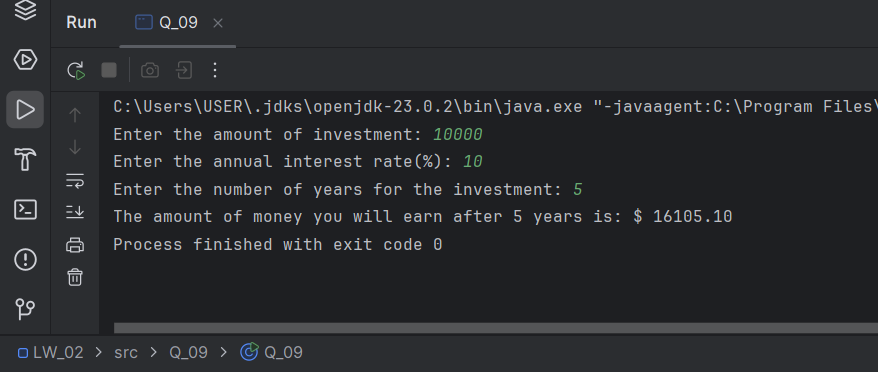 Run Q_09
C:\Users\USER\.jdks\openjdk-23.0.2\bin\java.exe "-javaagent:C:\Program Files\
Enter the amount of investment: 10000
Enter the annual interest rate(%): 10
Enter the number of years for the investment: 5
The amount of money you will earn after 5 years is: $ 16105.10
Process finished with exit code 0
LW_02 > src > Q_09 > Q_09